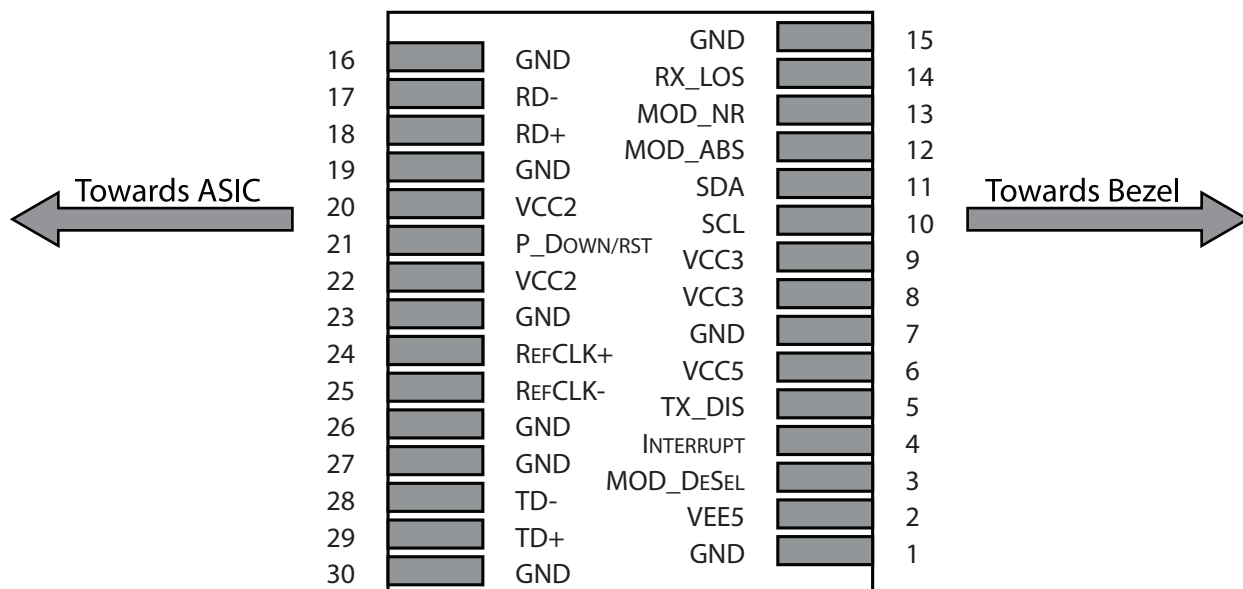 GND 15
16 GND
RX_LOS 14
17 RD-
MOD_NR 13
18 RD+
MOD_ABS 12
19 GND
SDA 11
Towards ASIC
Towards Bezel
20 VCC2
SCL 10
21 P_DOWN/RST
VCC3 9
22 VCC2
VCC3 8
23 GND
GND 7
24 REFCLK+
VCC5 6
25 REFCLK-
TX_DIS 5
26 GND
INTERRUPT 4
27 GND
MOD_DESEL 3
28 TD-
VEE5 2
29 TD+
GND 1
30 GND